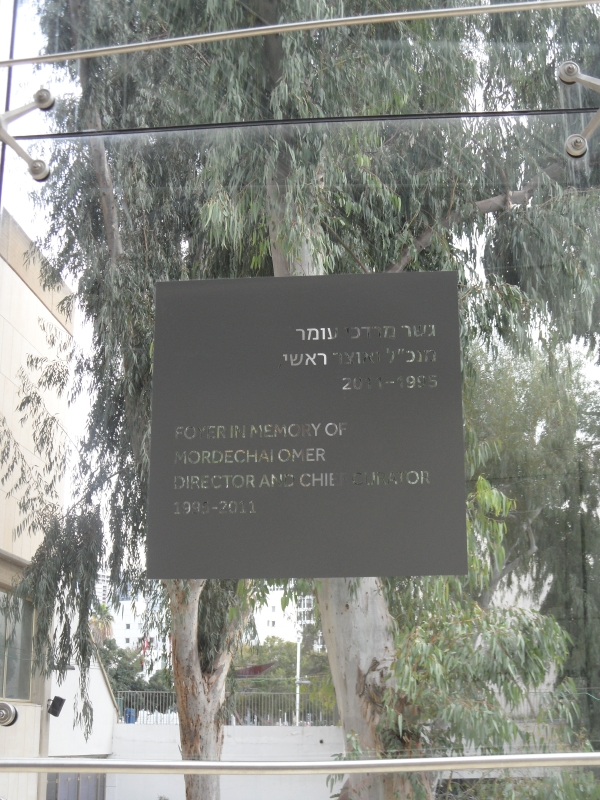 גשר מרדכי עומר
מנכ"ל ואוצר ראשי
2011-1995
FOYER IN MEMORY OF
MORDECHAI OMER
DIRECTOR AND CHIEF CURATOR
1995-2011